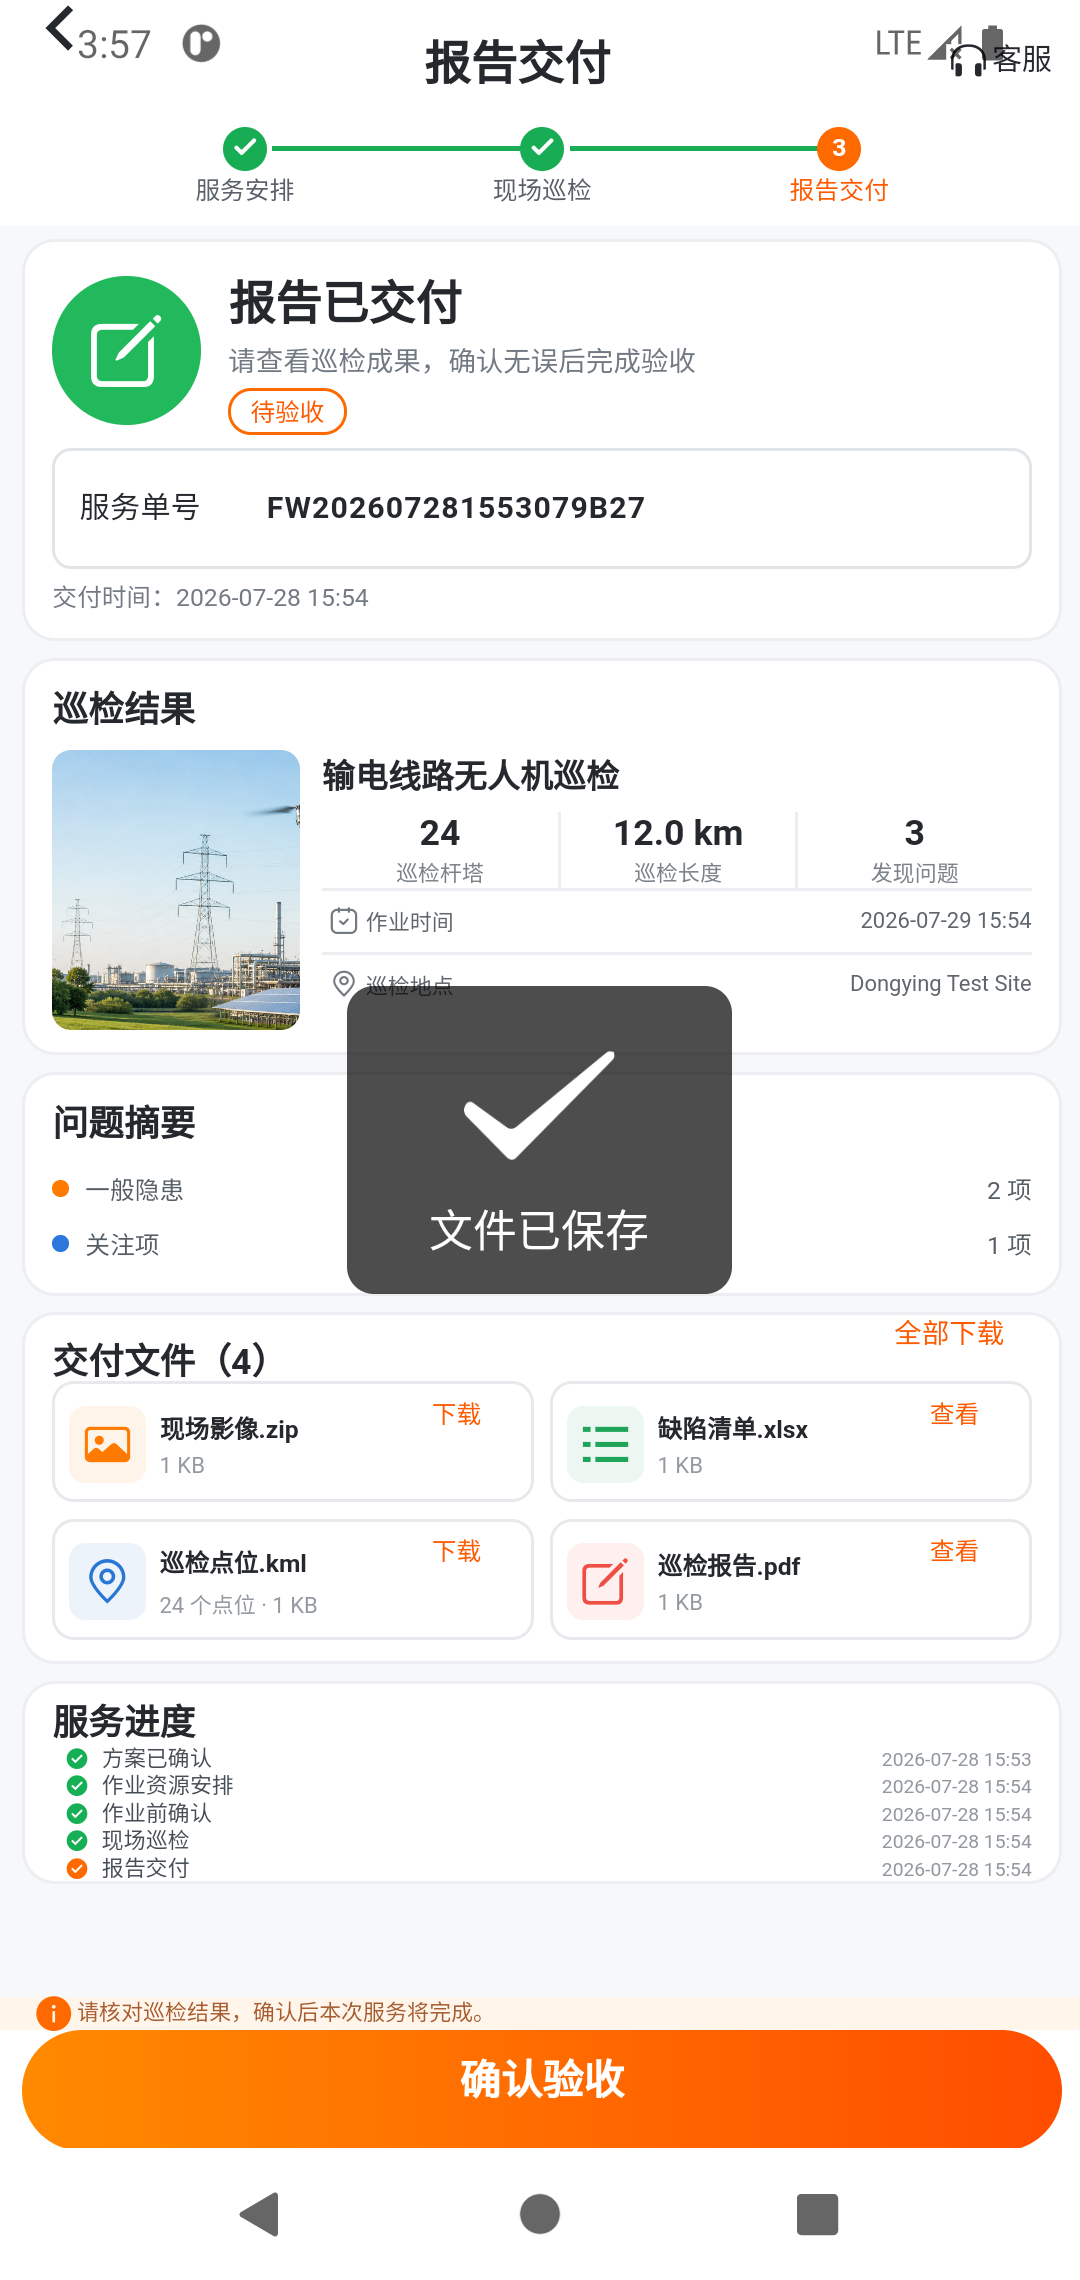 3:57
LTE
报告交付
客服
3
服务安排
现场巡检
报告交付
报告已交付
请查看巡检成果，确认无误后完成验收
待验收
服务单号 FW202607281553079B27
交付时间：2026-07-28 15:54
巡检结果
输电线路无人机巡检
24 12.0 km 3
巡检杆塔 巡检长度 发现问题
作业时间 2026-07-29 15:54
巡检地点 Dongying Test Site
问题摘要
一般隐患 2 项
关注项 1 项
文件已保存
全部下载
交付文件（4）
现场影像.zip 下载
1 KB
缺陷清单.xlsx 查看
1 KB
巡检点位.kml 下载
24 个点位 · 1 KB
巡检报告.pdf 查看
1 KB
服务进度
方案已确认 2026-07-28 15:53
作业资源安排 2026-07-28 15:54
作业前确认 2026-07-28 15:54
现场巡检 2026-07-28 15:54
报告交付 2026-07-28 15:54
请核对巡检结果，确认后本次服务将完成。
确认验收